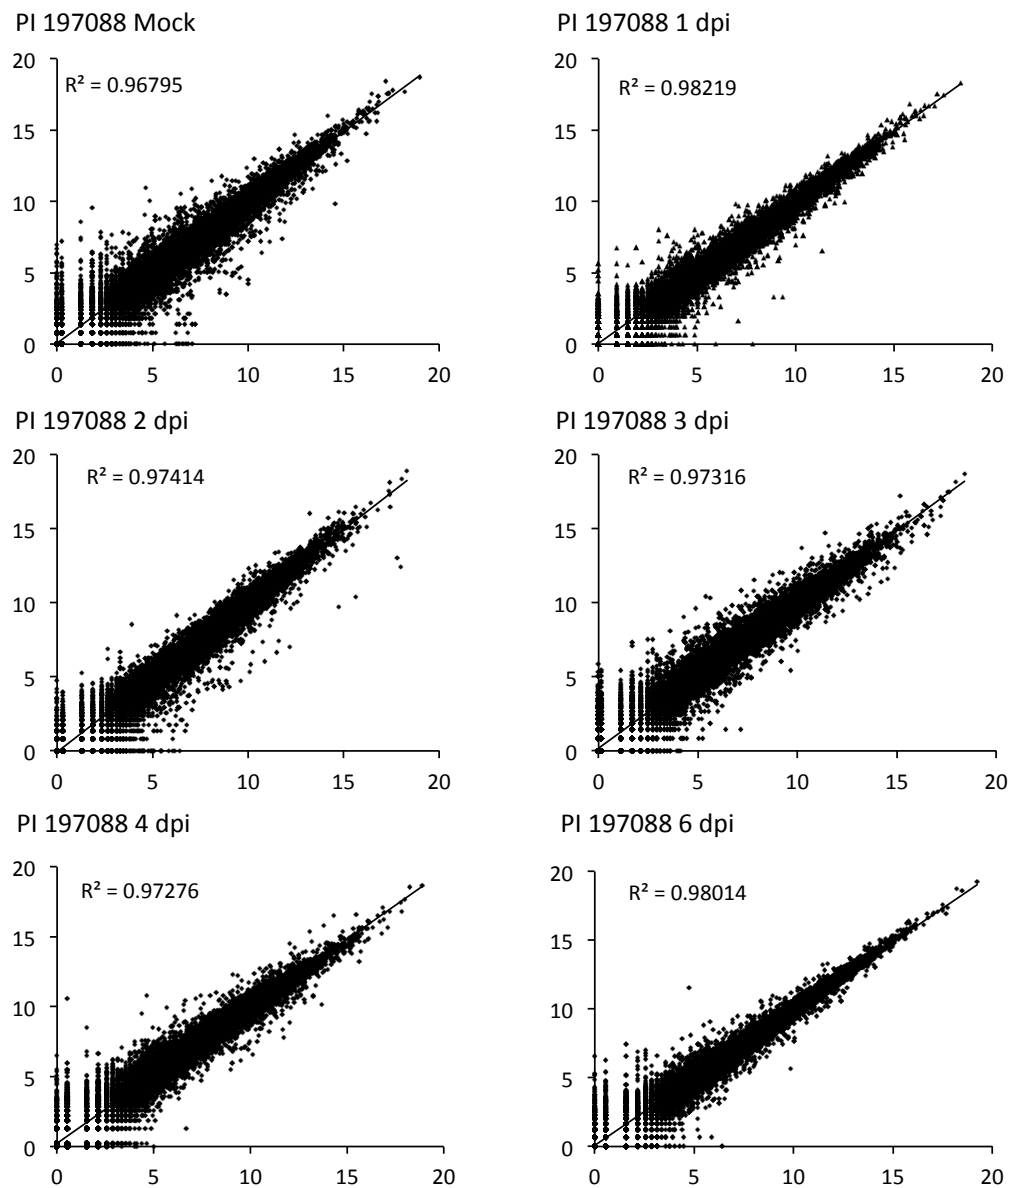 PI 197088 Mock
R² = 0.96795
20
15
10
5
0
0 5 10 15 20
PI 197088 1 dpi
R² = 0.98219
20
15
10
5
0
0 5 10 15 20
PI 197088 2 dpi
R² = 0.97414
20
15
10
5
0
0 5 10 15 20
PI 197088 3 dpi
R² = 0.97316
20
15
10
5
0
0 5 10 15 20
PI 197088 4 dpi
R² = 0.97276
20
15
10
5
0
0 5 10 15 20
PI 197088 6 dpi
R² = 0.98014
20
15
10
5
0
0 5 10 15 20